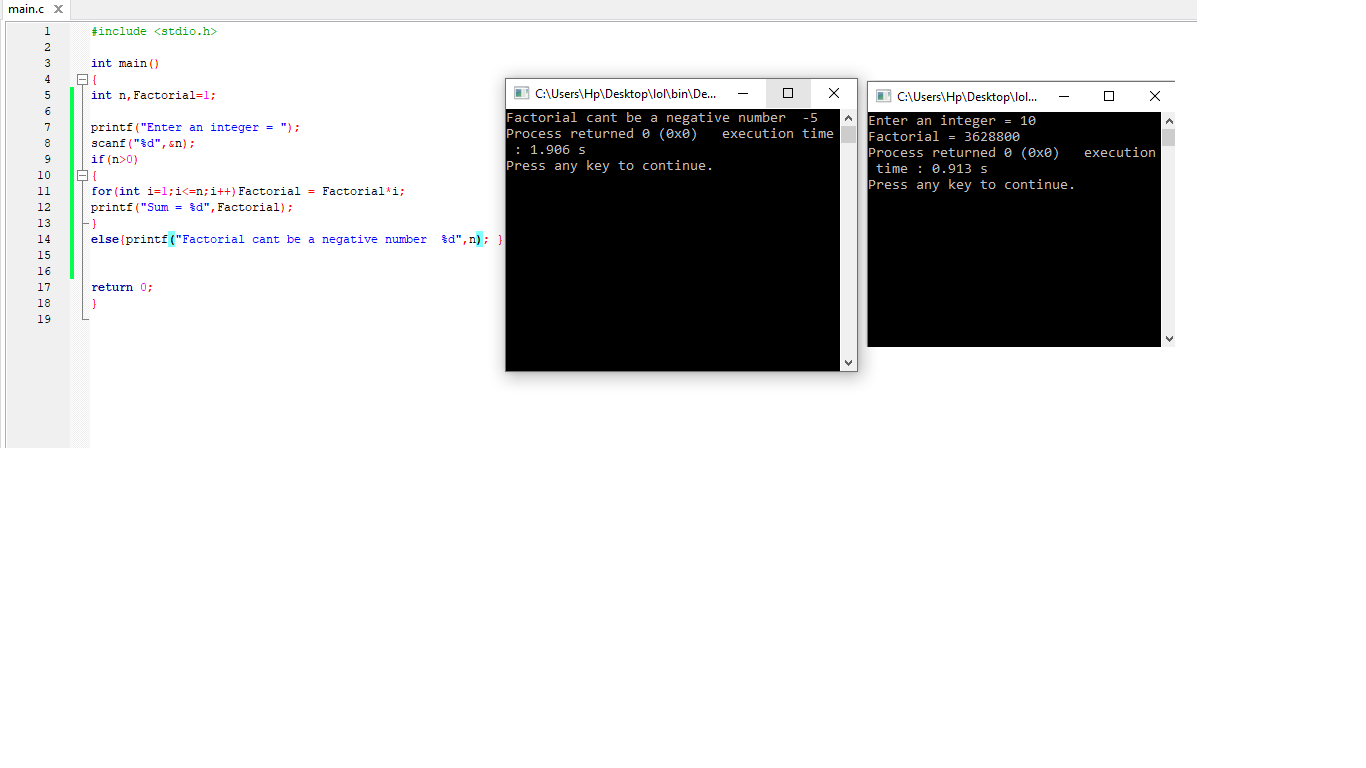 main.c X
1 #include <stdio.h>
2
3 int main()
4 {
5 int n,Factorial=1;
6
7 printf("Enter an integer = ");
8 scanf("%d",&n);
9 if(n>0)
10 {
11 for(int i=1;i<=n;i++)Factorial = Factorial*i;
12 printf("Sum = %d",Factorial);
13 }
14 else{printf("Factorial cant be a negative number  %d",n); }
15
16
17 return 0;
18 }
19
C:\Users\Hp\Desktop\lol\bin\De...
Factorial cant be a negative number  -5
Process returned 0 (0x0)   execution time
 : 1.906 s
Press any key to continue.
C:\Users\Hp\Desktop\lol...
Enter an integer = 10
Factorial = 3628800
Process returned 0 (0x0)   execution
 time : 0.913 s
Press any key to continue.